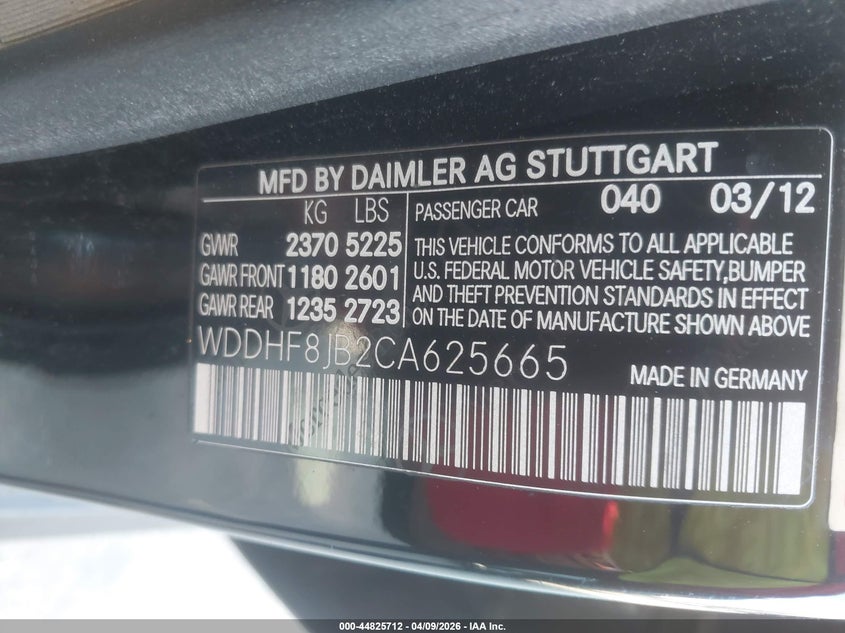 MFD BY DAIMLER AG STUTTGART
KG LBS
GVWR 2370 5225
GAWR FRONT 1180 2601
GAWR REAR 1235 2723
PASSENGER CAR 040 03/12
THIS VEHICLE CONFORMS TO ALL APPLICABLE
U.S. FEDERAL MOTOR VEHICLE SAFETY,BUMPER
AND THEFT PREVENTION STANDARDS IN EFFECT
ON THE DATE OF MANUFACTURE SHOWN ABOVE
WDDHF8JB2CA625665
MADE IN GERMANY
000-44825712 | 04/09/2026 - IAA Inc.